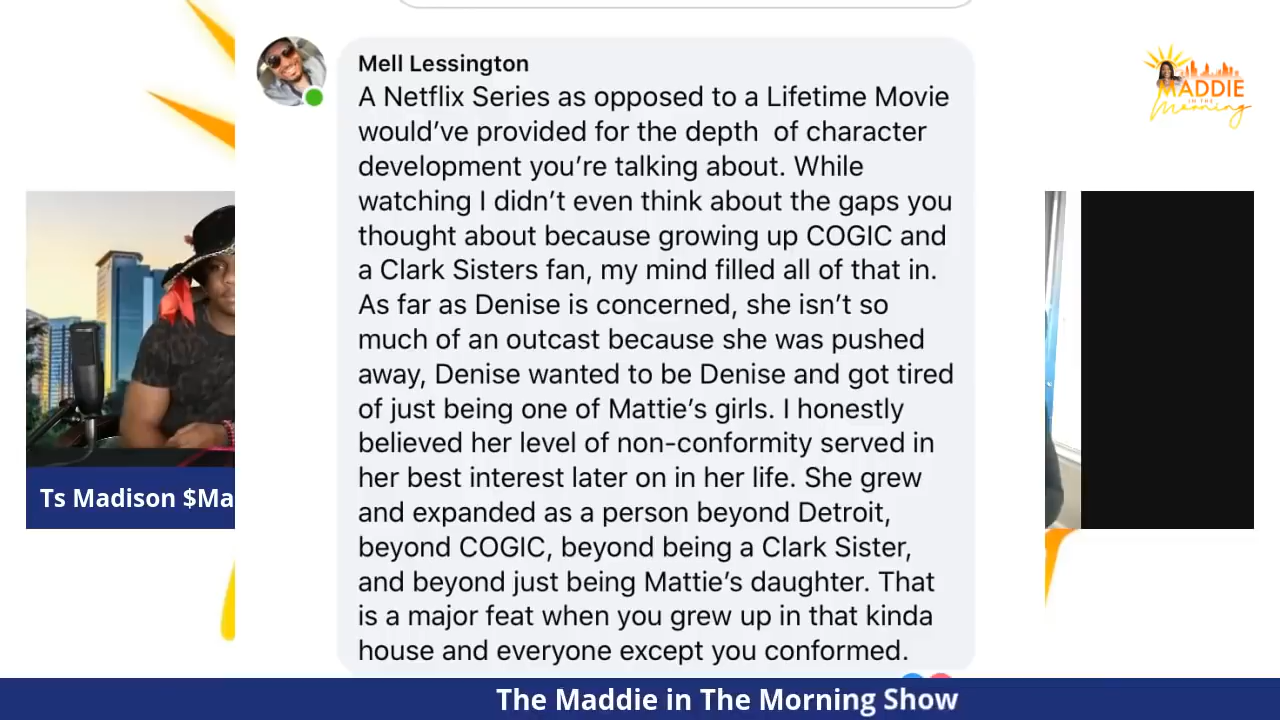 Mell Lessington
A Netflix Series as opposed to a Lifetime Movie
would’ve provided for the depth  of character
development you’re talking about. While
watching I didn’t even think about the gaps you
thought about because growing up COGIC and
a Clark Sisters fan, my mind filled all of that in.
As far as Denise is concerned, she isn’t so
much of an outcast because she was pushed
away, Denise wanted to be Denise and got tired
of just being one of Mattie’s girls. I honestly
believed her level of non-conformity served in
her best interest later on in her life. She grew
and expanded as a person beyond Detroit,
beyond COGIC, beyond being a Clark Sister,
and beyond just being Mattie’s daughter. That
is a major feat when you grew up in that kinda
house and everyone except you conformed.
MADDIE
IN THE
Morning
Ts Madison $Ma
The Maddie in The Morning Show